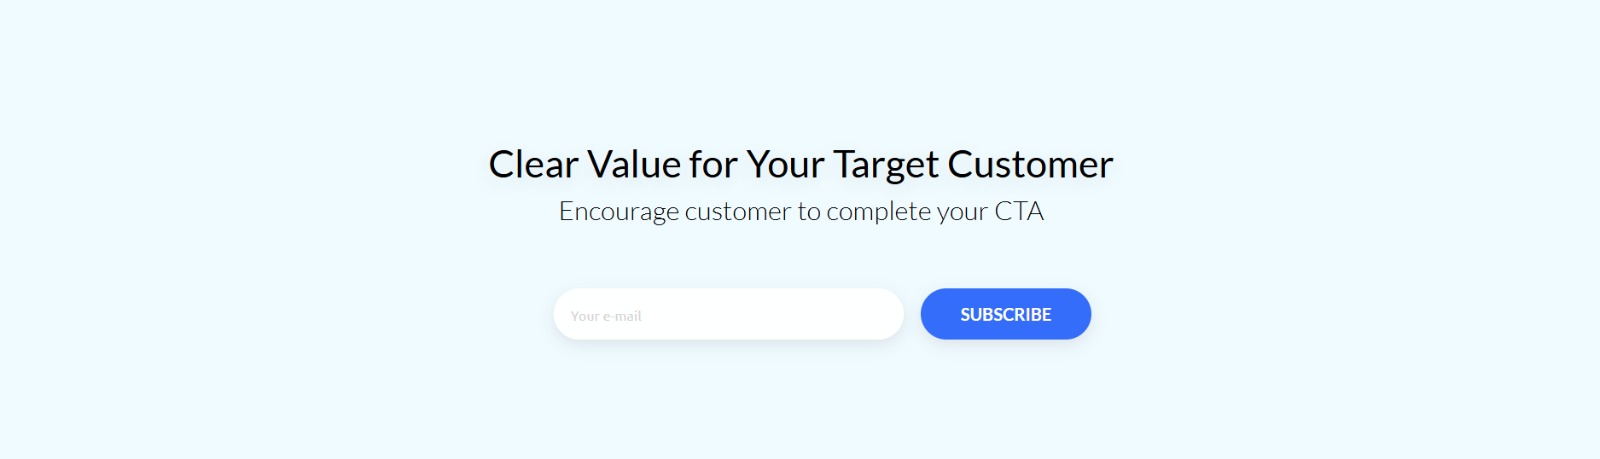 Clear Value for Your Target Customer
Encourage customer to complete your CTA
Your e-mail
SUBSCRIBE